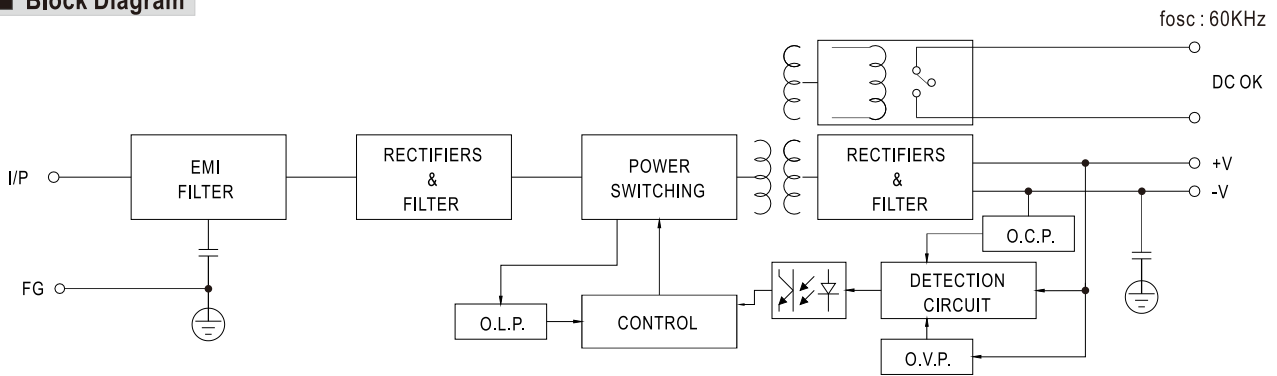 ■ Block Diagram
fosc : 60KHz
DC OK
I/P
EMI
FILTER
RECTIFIERS
&
FILTER
POWER
SWITCHING
RECTIFIERS
&
FILTER
+V
-V
O.C.P.
FG
O.L.P.
CONTROL
DETECTION
CIRCUIT
O.V.P.